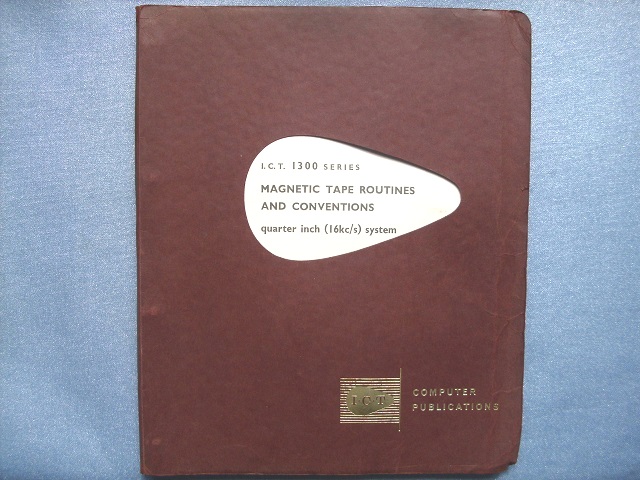 I.C.T. 1300 SERIES
MAGNETIC TAPE ROUTINES
AND CONVENTIONS
quarter inch (16kc/s) system
I·C·T
COMPUTER
PUBLICATIONS